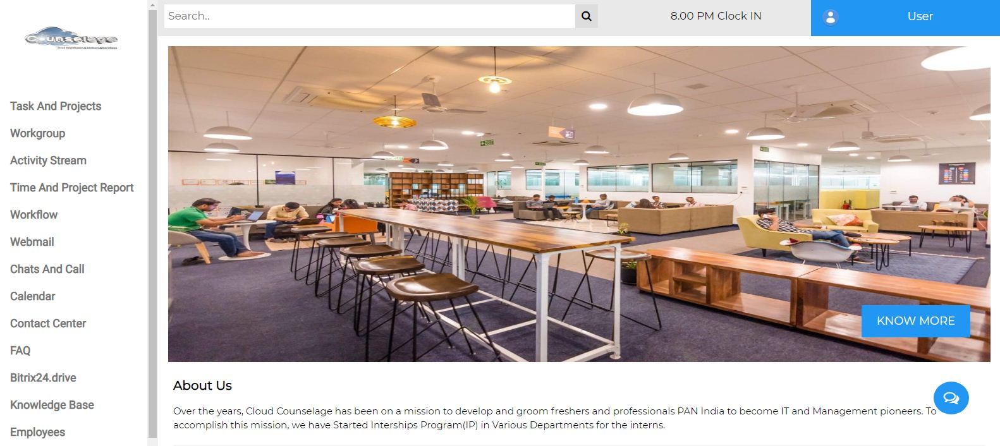 Counselage
Cloud Consultancy & Advisory Services
Search..
8.00 PM Clock IN
User
Task And Projects
Workgroup
Activity Stream
Time And Project Report
Workflow
Webmail
Chats And Call
Calendar
Contact Center
FAQ
Bitrix24.drive
Knowledge Base
Employees
KNOW MORE
About Us
Over the years, Cloud Counselage has been on a mission to develop and groom freshers and professionals PAN India to become IT and Management pioneers. To
accomplish this mission, we have Started Interships Program(IP) in Various Departments for the interns.